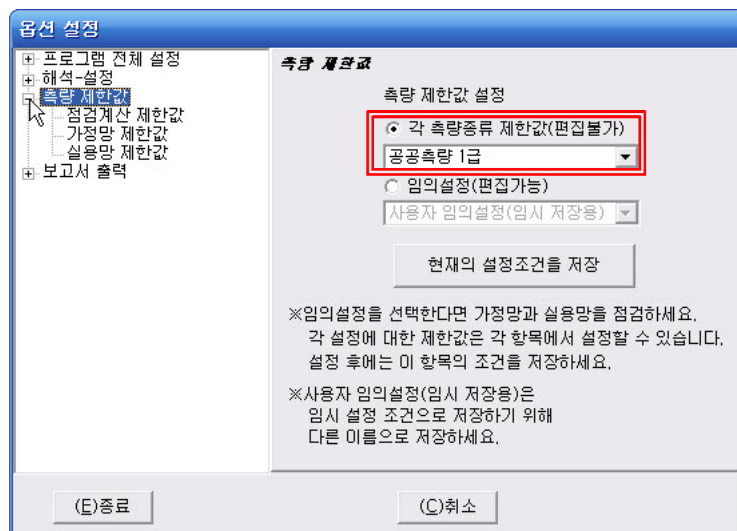 옵션 설정
프로그램 전체 설정
해석-설정
측량 제한값
점검계산 제한값
가정망 제한값
실용망 제한값
보고서 출력
측량 제한값
측량 제한값 설정
각 측량종류 제한값(편집불가)
공공측량 1급
임의설정(편집가능)
사용자 임의설정(임시 저장용)
현재의 설정조건을 저장
※임의설정을 선택한다면 가정망과 실용망을 점검하세요.
각 설정에 대한 제한값은 각 항목에서 설정할 수 있습니다.
설정 후에는 이 항목의 조건을 저장하세요.
※사용자 임의설정(임시 저장용)은
임시 설정 조건으로 저장하기 위해
다른 이름으로 저장하세요.
(E)종료
(C)취소